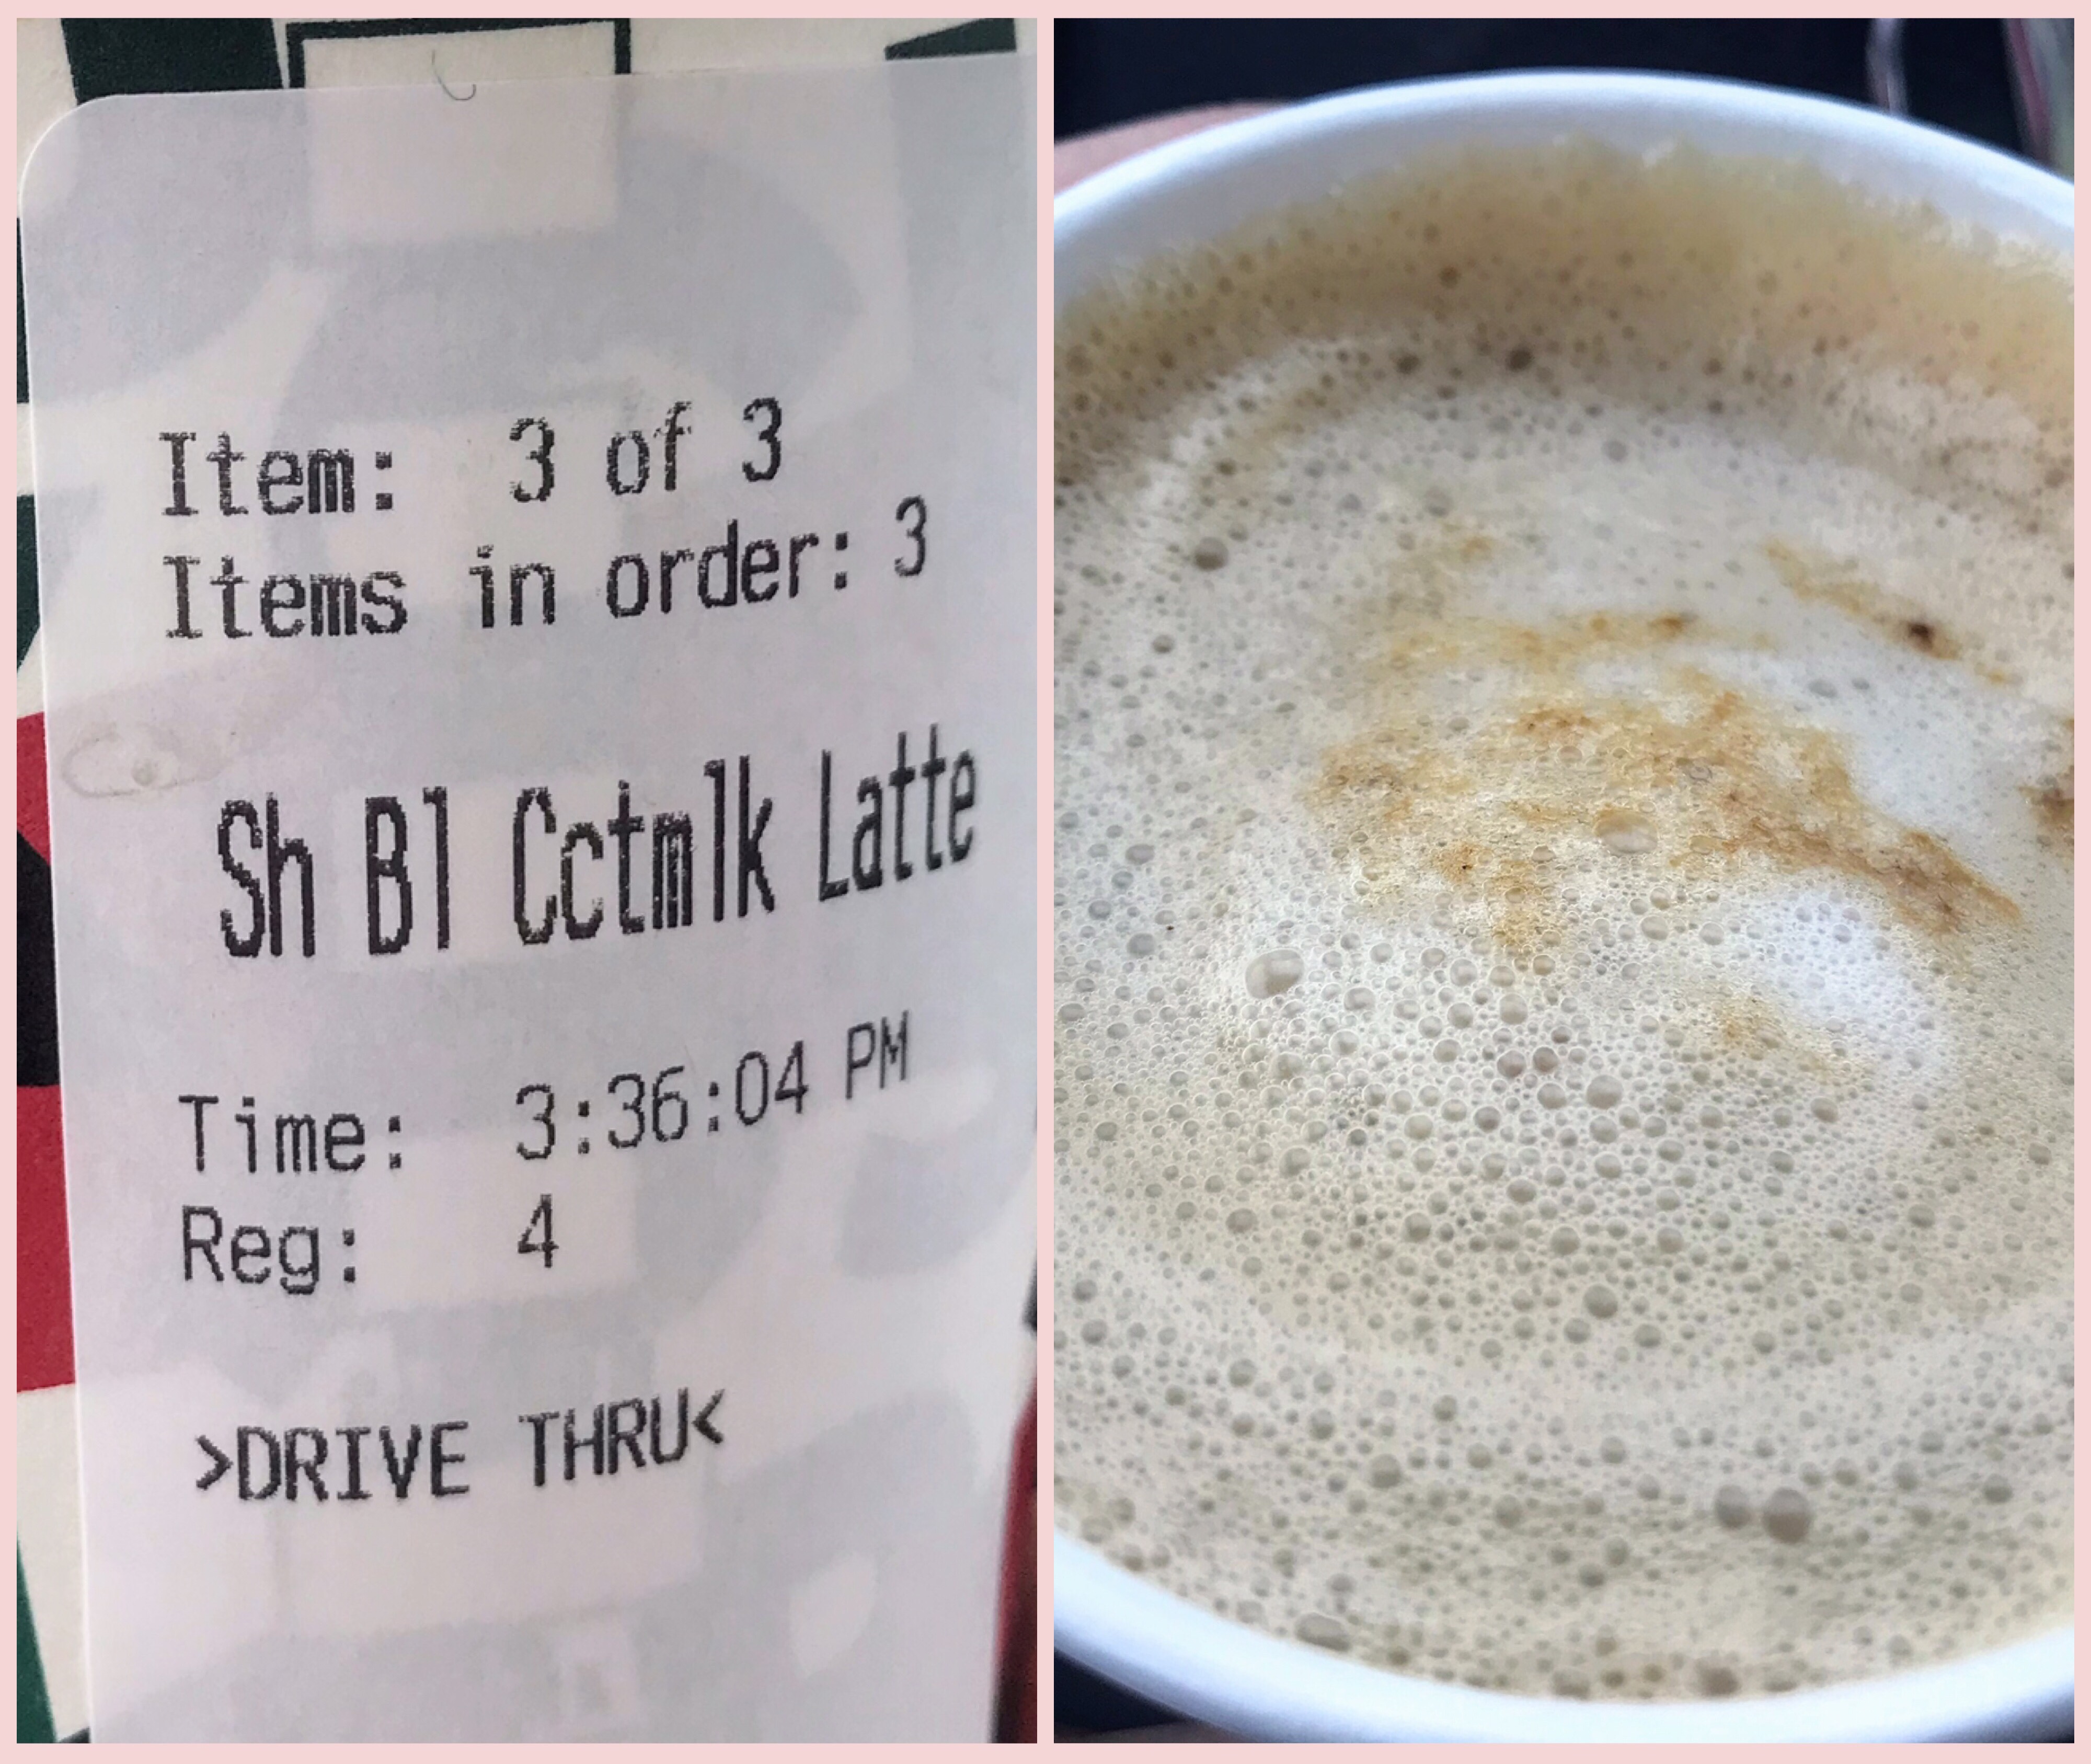 Item: 3 of 3
Items in order: 3
Sh Bl Cctmlk Latte
Time: 3:36:04 PM
Reg: 4
>DRIVE THRU<